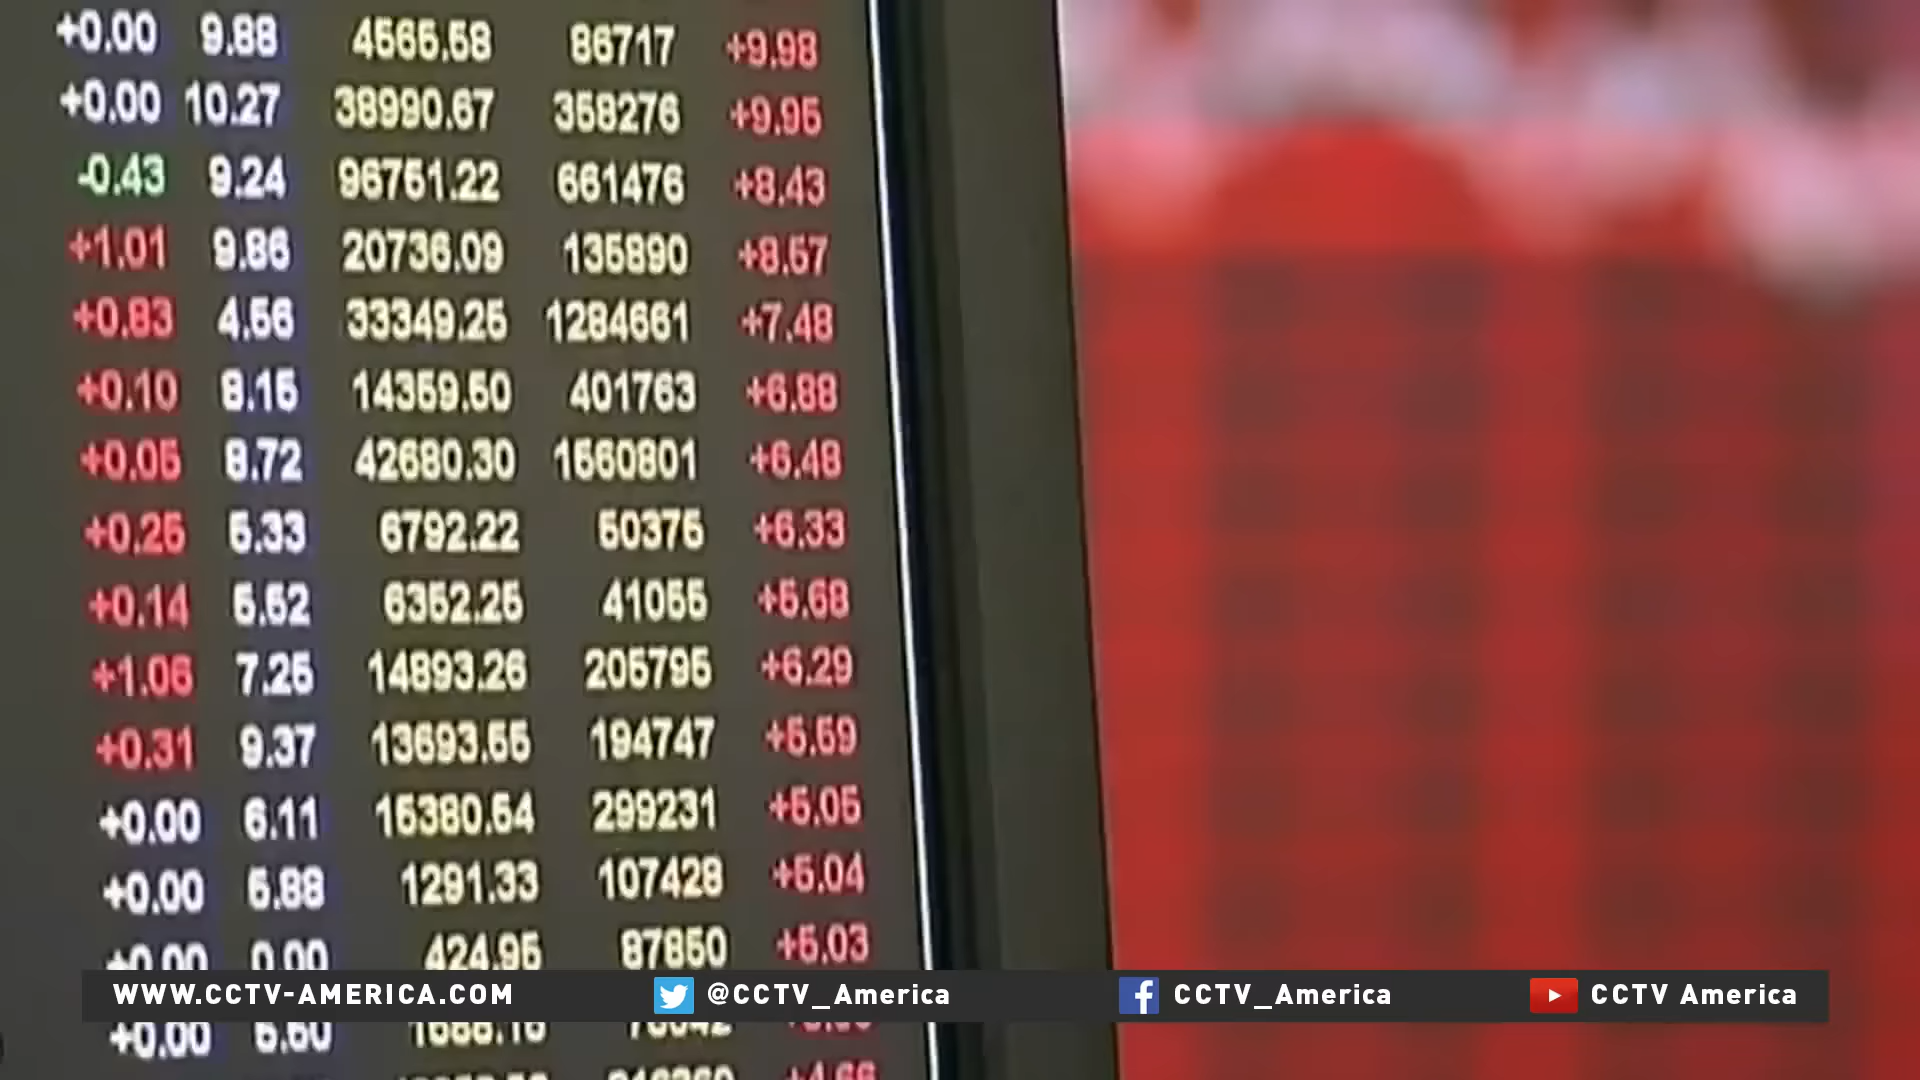 +0.00 9.88 4565.58 86717 +9.98
+0.00 10.27 38990.67 358276 +9.95
-0.43 9.24 96751.22 661476 +8.43
+1.01 9.86 20736.09 135890 +8.57
+0.83 4.56 33349.25 1284661 +7.48
+0.10 8.15 14359.50 401763 +6.88
+0.05 8.72 42680.30 1560801 +6.48
+0.25 5.33 6792.22 50375 +6.33
+0.14 5.52 6352.25 41055 +5.68
+1.06 7.25 14893.26 205795 +6.29
+0.31 9.37 13693.55 194747 +5.59
+0.00 6.11 15380.54 299231 +5.05
+0.00 5.88 1291.33 107428 +5.04
+0.00 0.00 424.95 87850 +5.03
WWW.CCTV-AMERICA.COM @CCTV_America CCTV_America CCTV America
+0.00